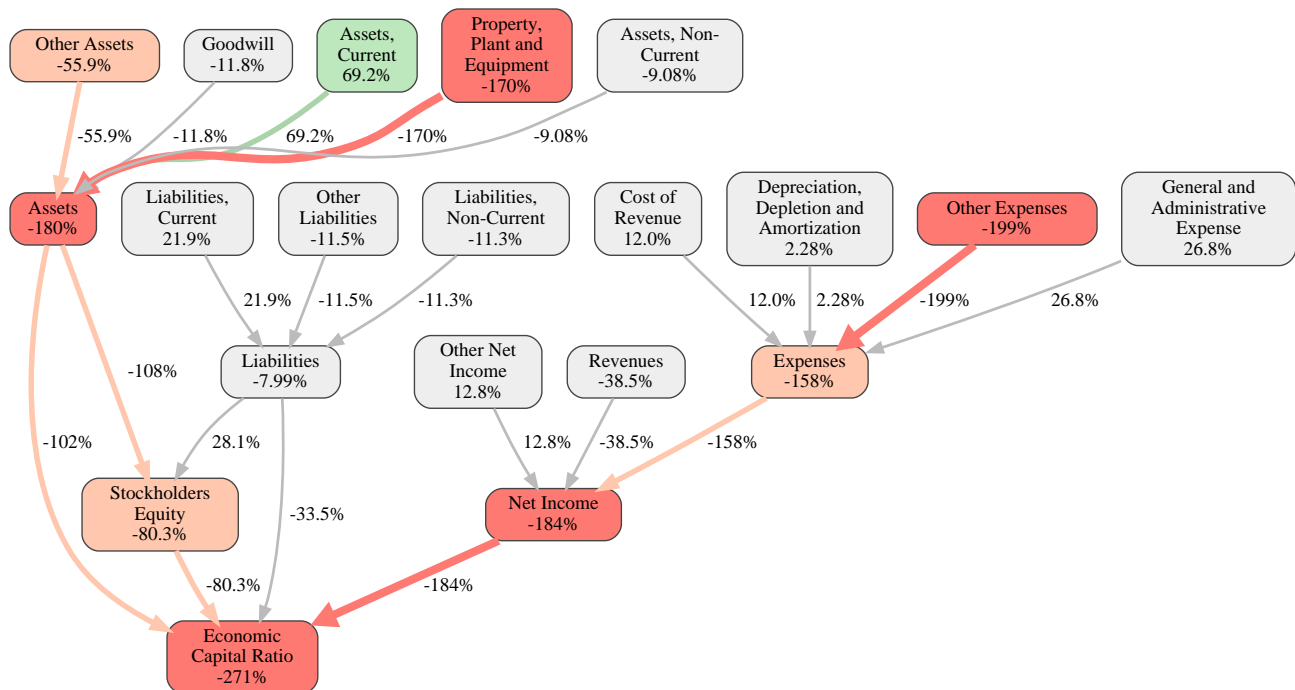 Other Assets
-55.9%
Goodwill
-11.8%
Assets,
Current
69.2%
Property,
Plant and
Equipment
-170%
Assets, Non-
Current
-9.08%
-55.9%
-11.8%
69.2%
-170%
-9.08%
Assets
-180%
Liabilities,
Current
21.9%
Other
Liabilities
-11.5%
Liabilities,
Non-Current
-11.3%
Cost of
Revenue
12.0%
Depreciation,
Depletion and
Amortization
2.28%
Other Expenses
-199%
General and
Administrative
Expense
26.8%
21.9%
-11.5%
-11.3%
12.0%
2.28%
-199%
26.8%
Liabilities
-7.99%
Other Net
Income
12.8%
Revenues
-38.5%
Expenses
-158%
-108%
-102%
28.1%
12.8%
-38.5%
-158%
Stockholders
Equity
-80.3%
-33.5%
Net Income
-184%
-80.3%
-184%
Economic
Capital Ratio
-271%